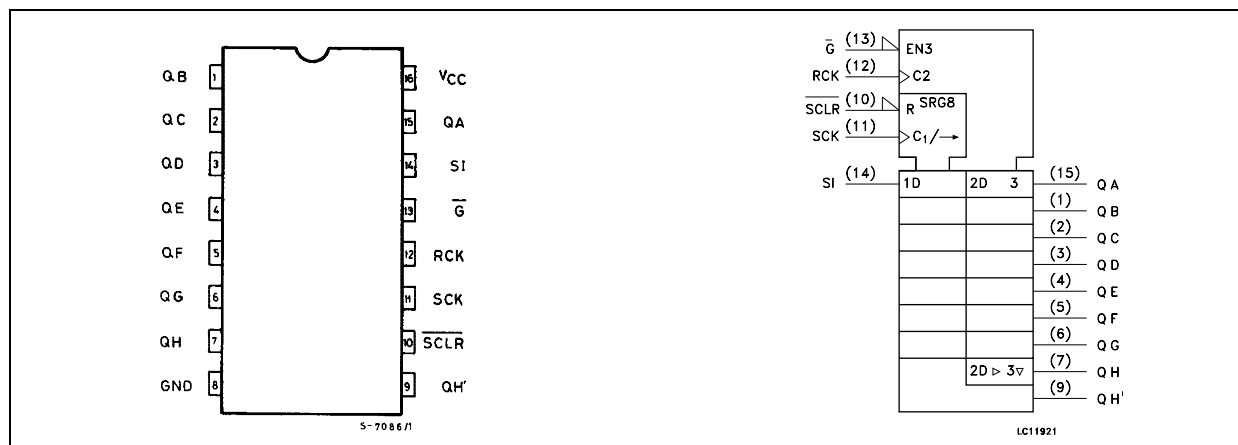 QB 1 16 VCC
QC 2 15 QA
QD 3 14 SI
QE 4 13 G̅
QF 5 12 RCK
QG 6 11 SCK
QH 7 10 S̅C̅L̅R̅
GND 8 9 QH'
S-7086/1
G̅ (13) EN3
RCK (12) C2
S̅C̅L̅R̅ (10) R SRG8
SCK (11) C1/→
SI (14) 1D 2D 3 (15) QA
(1) QB
(2) QC
(3) QD
(4) QE
(5) QF
(6) QG
2D ▷ 3▽ (7) QH
(9) QH'
LC11921